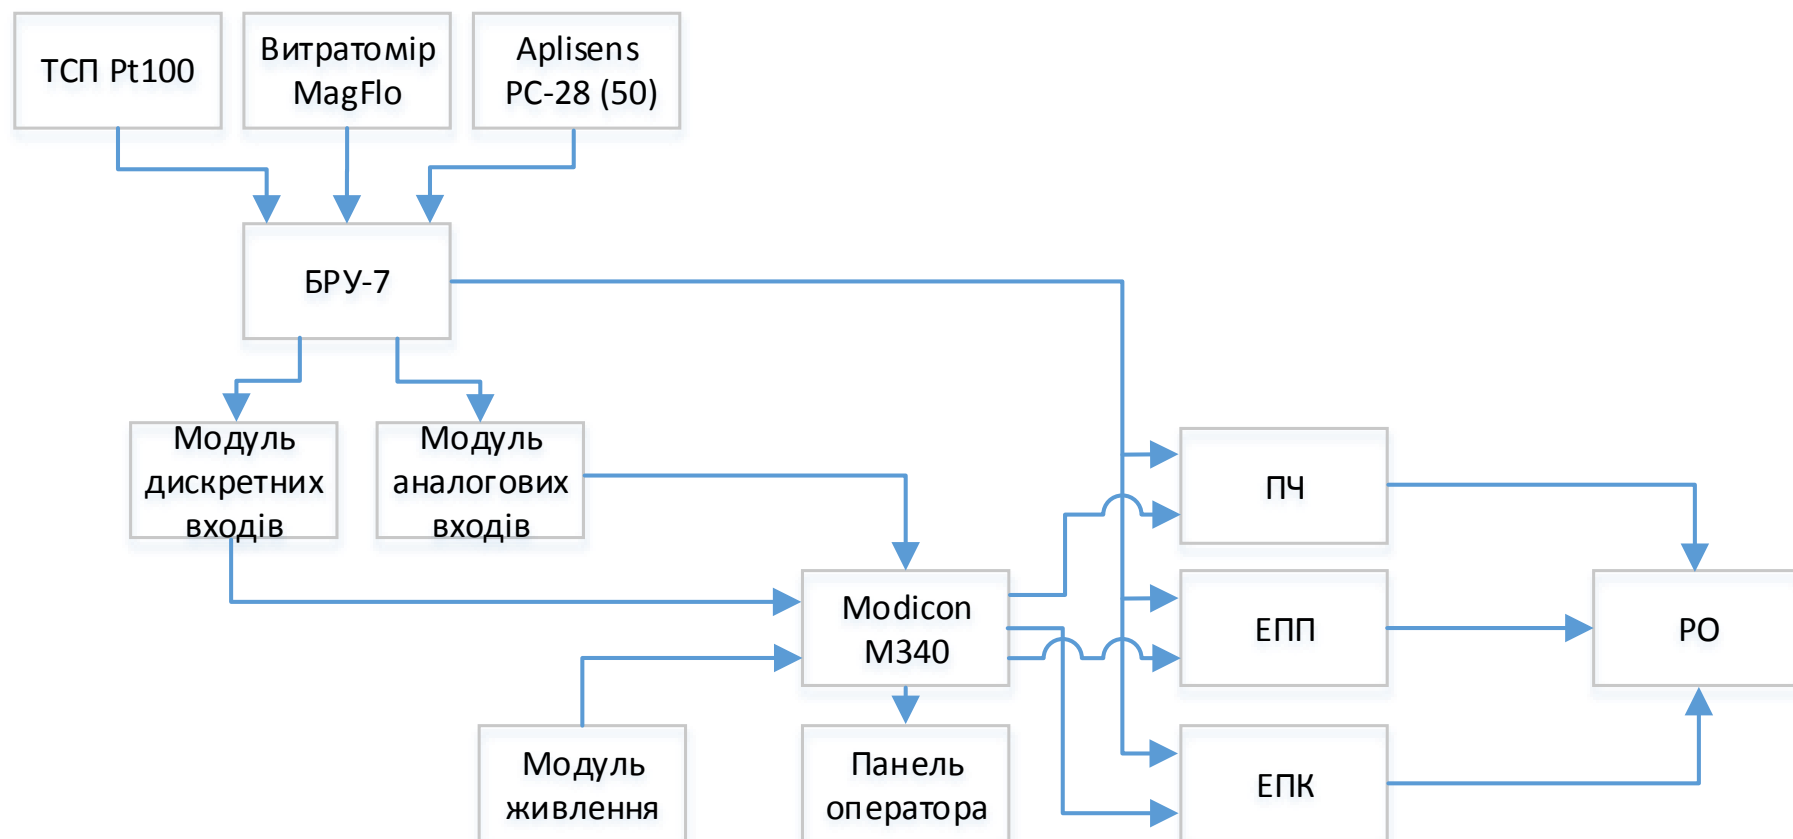 ТСП Pt100
Витратомір
MagFlo
Aplisens
PC-28 (50)
БРУ-7
Модуль
дискретних
входів
Модуль
аналогових
входів
ПЧ
Modicon
M340
ЕПП
РО
Модуль
живлення
Панель
оператора
ЕПК